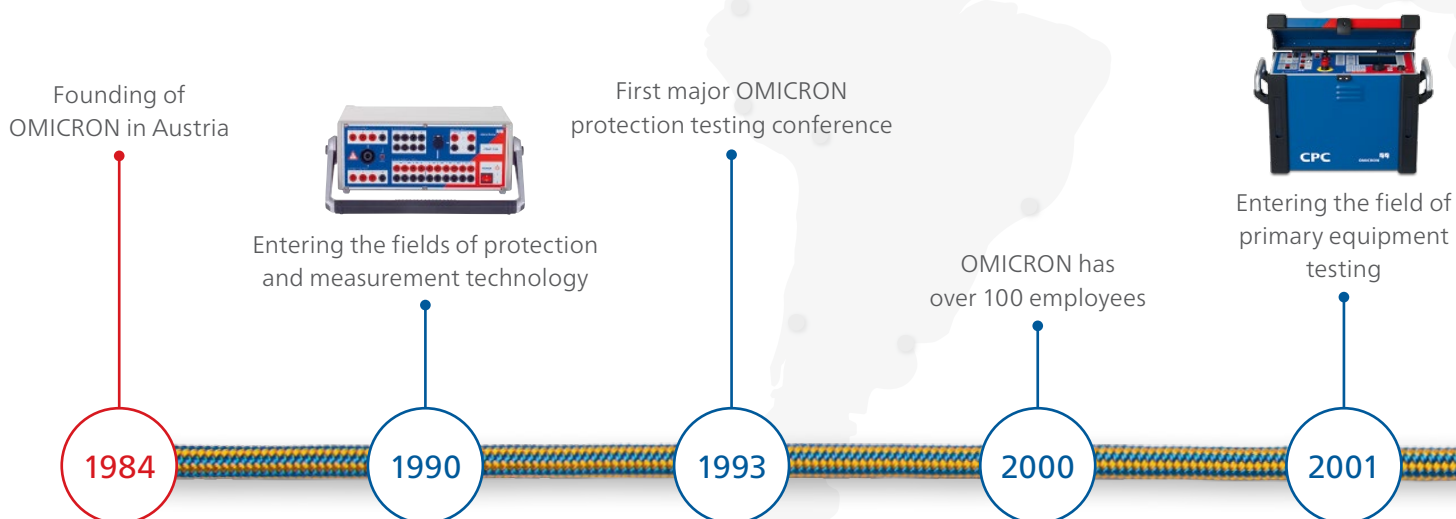 Founding of
OMICRON in Austria
Entering the fields of protection
and measurement technology
First major OMICRON
protection testing conference
OMICRON has
over 100 employees
CPC
OMICRON
Entering the field of
primary equipment
testing
1984
1990
1993
2000
2001